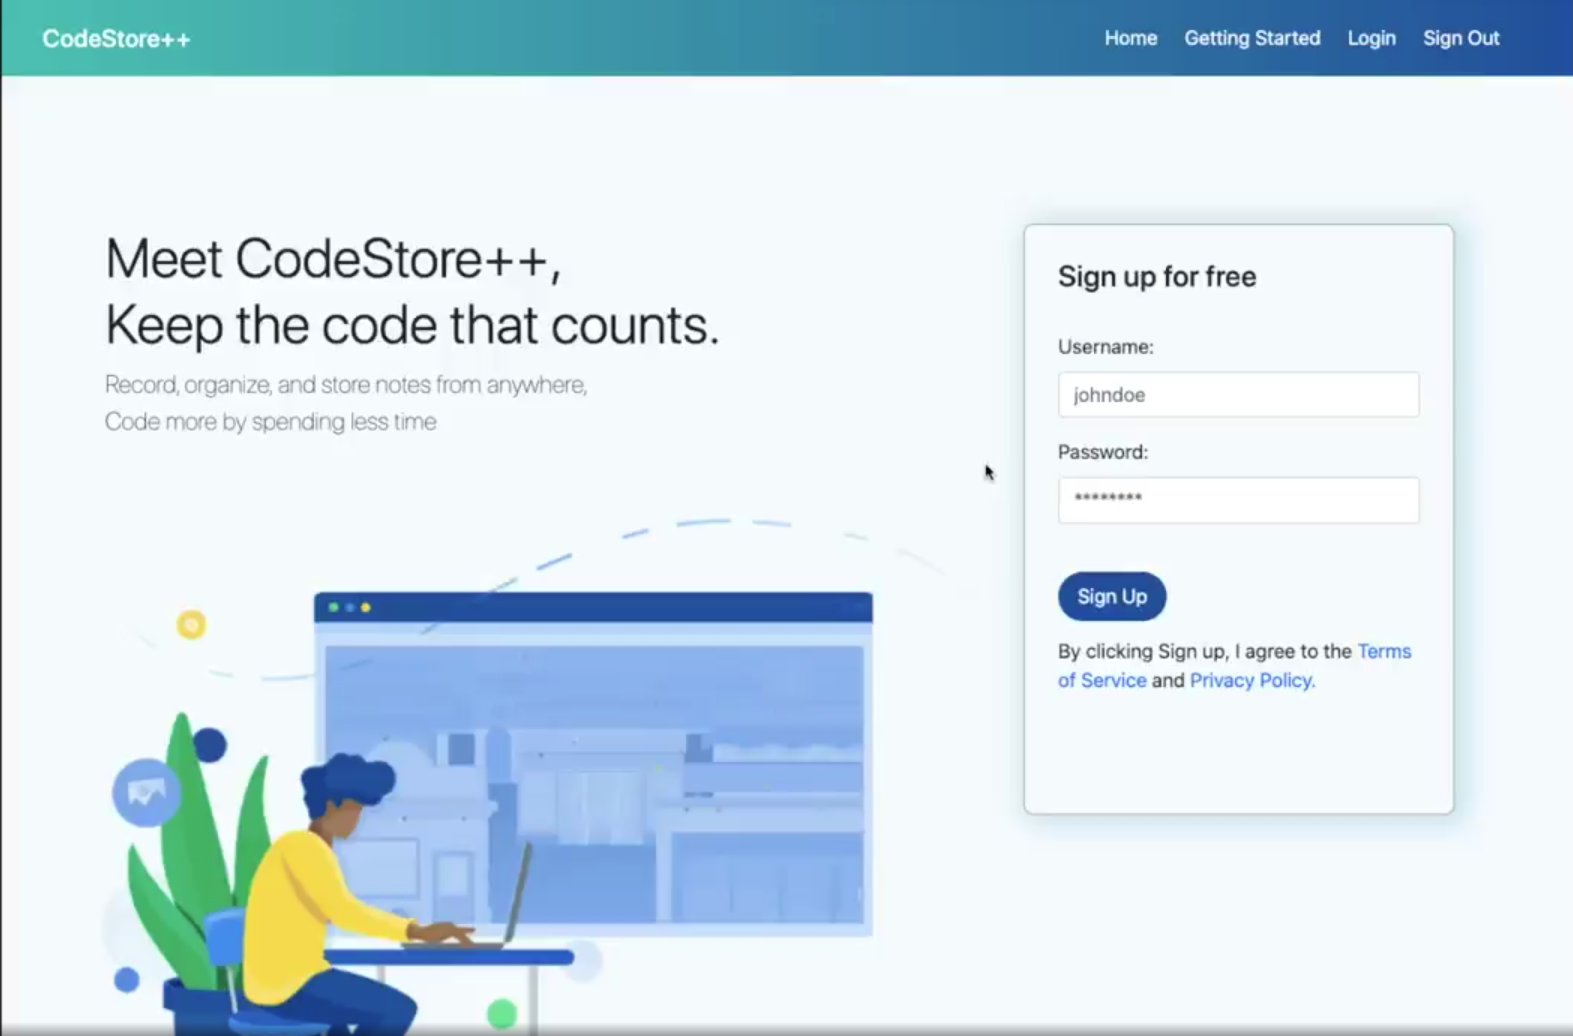 CodeStore++
Home Getting Started Login Sign Out
Meet CodeStore++,
Keep the code that counts.
Record, organize, and store notes from anywhere,
Code more by spending less time
Sign up for free
Username:
johndoe
Password:
********
Sign Up
By clicking Sign up, I agree to the Terms
of Service and Privacy Policy.